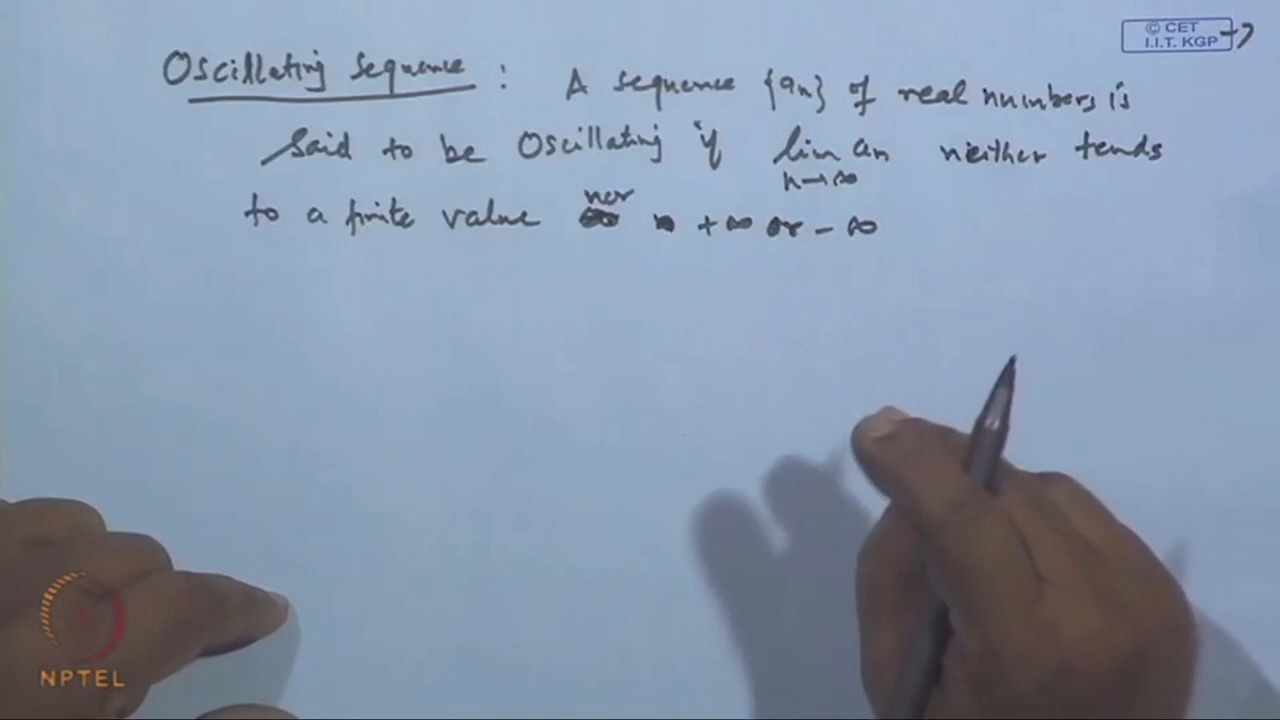 © CET
I.I.T. KGP
Oscillating Sequence : A sequence {an} of real numbers is
Said to be Oscillating if lim an neither tends
n→∞
to a finite value nor +∞ or -∞
NPTEL